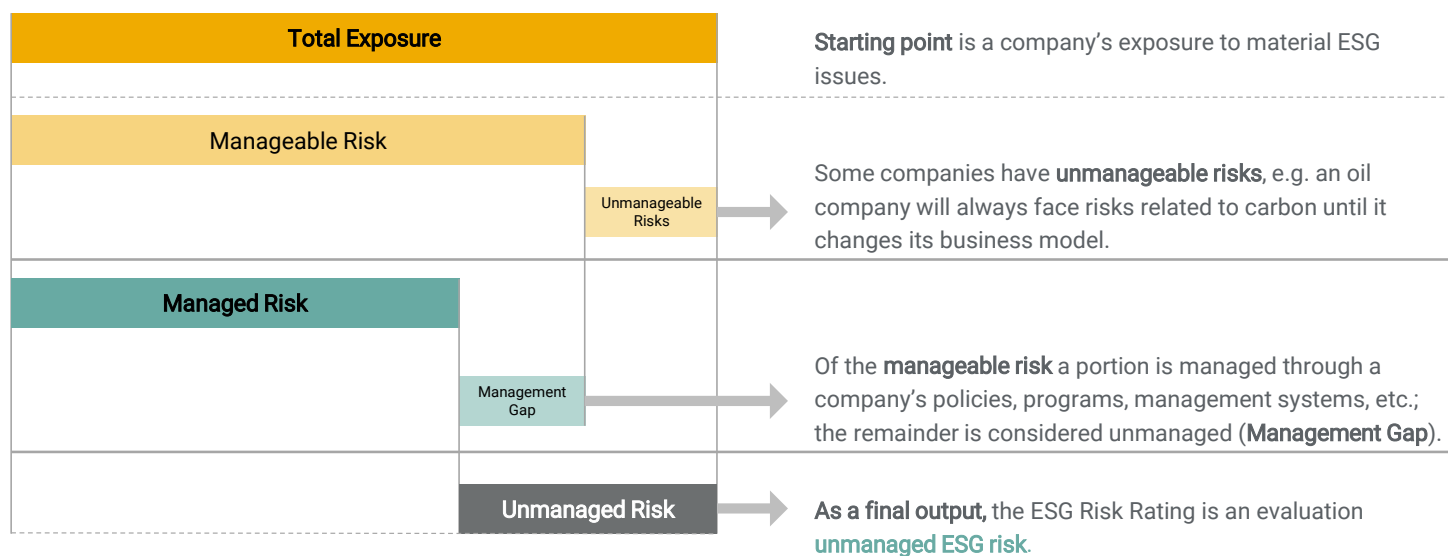 Total Exposure
Starting point is a company’s exposure to material ESG
issues.
Manageable Risk
Unmanageable
Risks
Some companies have unmanageable risks, e.g. an oil
company will always face risks related to carbon until it
changes its business model.
Managed Risk
Management
Gap
Of the manageable risk a portion is managed through a
company’s policies, programs, management systems, etc.;
the remainder is considered unmanaged (Management Gap).
Unmanaged Risk
As a final output, the ESG Risk Rating is an evaluation
unmanaged ESG risk.